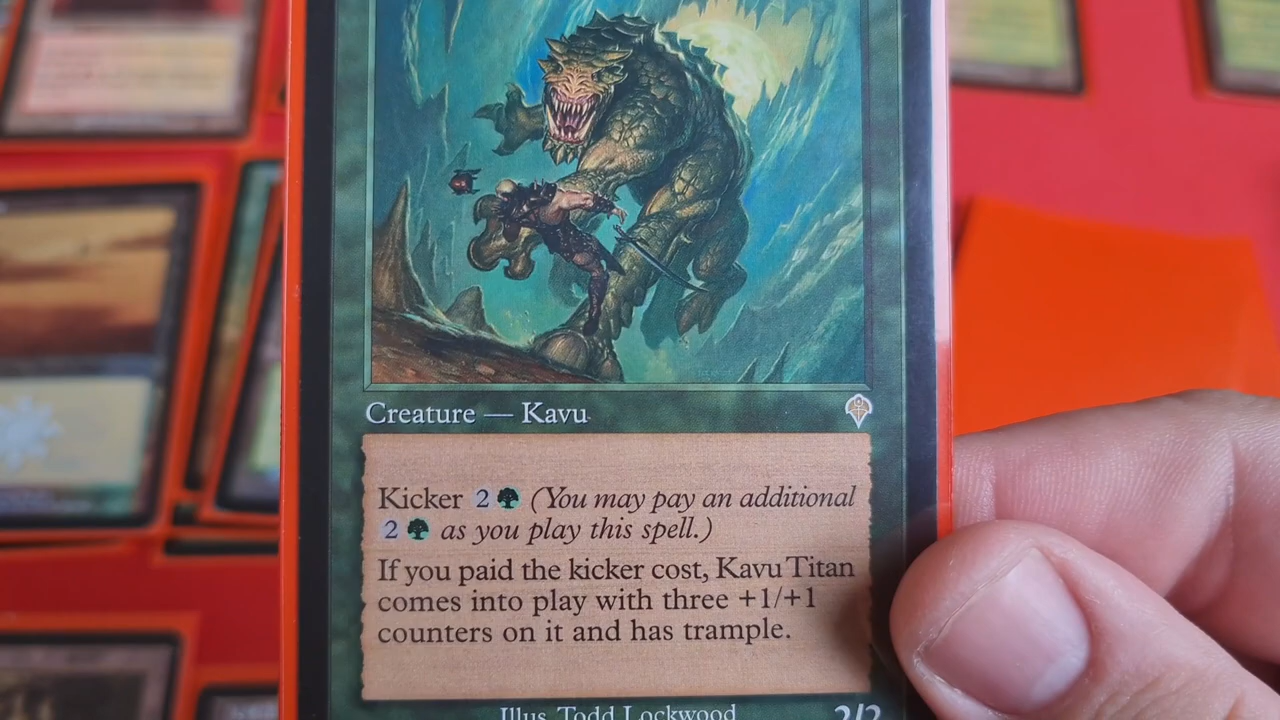 Creature — Kavu
Kicker 2 (You may pay an additional
2 as you play this spell.)
If you paid the kicker cost, Kavu Titan
comes into play with three +1/+1
counters on it and has trample.
Illus. Todd Lockwood
2/2